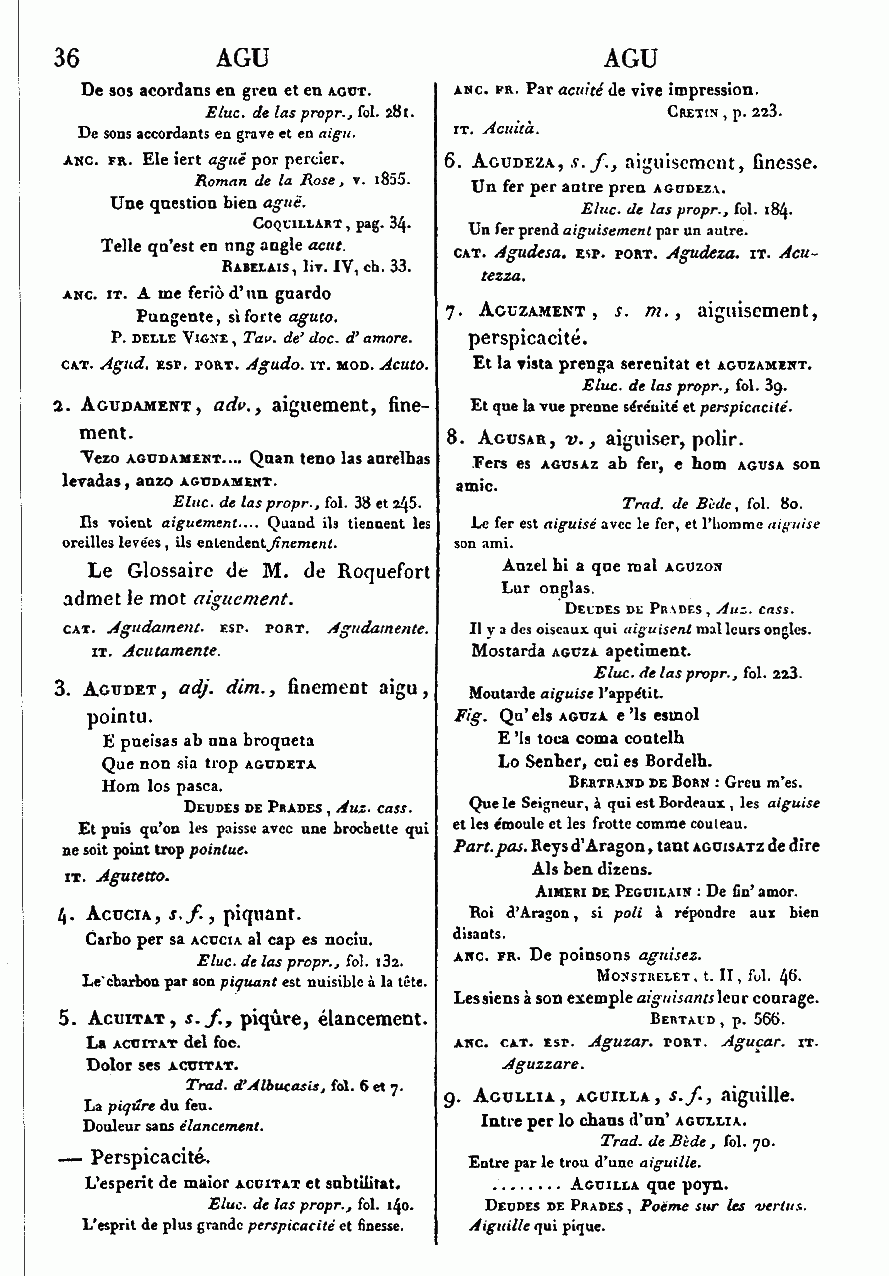 36 AGU AGU
De sos acordans en greu et en AGUT.
Eluc. de las propr., fol. 281.
De sons accordants en grave et en aigu.
ANC. FR. Ele iert aguë por percier.
Roman de la Rose, v. 1855.
Une question bien aguë.
COQUILLART, pag. 34.
Telle qu'est en ung angle acut.
RABELAIS, liv. IV, ch. 33.
ANC. IT. A me feriò d'un guardo
Pungente, sì forte aguto.
P. DELLE VIGNE, Tav. de' doc. d'amore.
CAT. Agud. ESP. PORT. Agudo. IT. MOD. Acuto.
2. AGUDAMENT, adv., aiguement, fine-
ment.
Vezo AGUDAMENT.... Quan teno las aurelhas
levadas, auzo AGUDAMENT.
Eluc. de las propr., fol. 38 et 245.
Ils voient aiguement.... Quand ils tiennent les
oreilles levées, ils entendent finement.
Le Glossaire de M. de Roquefort
admet le mot aiguement.
CAT. Agudament. ESP. PORT. Agudamente.
IT. Acutamente.
3. AGUDET, adj. dim., finement aigu,
pointu.
E pueisas ab una broqueta
Que non sia trop AGUDETA
Hom los pasca.
DEUDES DE PRADES, Auz. cass.
Et puis qu'on les paisse avec une brochette qui
ne soit point trop pointue.
IT. Agutetto.
4. ACUCIA, s. f., piquant.
Carbo per sa ACUCIA al cap es nociu.
Eluc. de las propr., fol. 132.
Le charbon par son piquant est nuisible à la tête.
5. ACUITAT, s. f., piqûre, élancement.
La ACUITAT del foc.
Dolor ses ACUITAT.
Trad. d'Albucasis, fol. 6 et 7.
La piqûre du feu.
Douleur sans élancement.
— Perspicacité.
L'esperit de maior ACUITAT et subtilitat.
Eluc. de las propr., fol. 140.
L'esprit de plus grande perspicacité et finesse.
ANC. FR. Par acuité de vive impression.
CRETIN, p. 223.
IT. Acuità.
6. AGUDEZA, s. f., aiguisement, finesse.
Un fer per autre pren AGUDEZA.
Eluc. de las propr., fol. 184.
Un fer prend aiguisement par un autre.
CAT. Agudesa. ESP. PORT. Agudeza. IT. Acu-
tezza.
7. AGUZAMENT, s. m., aiguisement,
perspicacité.
Et la vista prenga serenitat et AGUZAMENT.
Eluc. de las propr., fol. 39.
Et que la vue prenne sérénité et perspicacité.
8. AGUSAR, v., aiguiser, polir.
Fers es AGUSAZ ab fer, e hom AGUSA son
amic.
Trad. de Bède, fol. 80.
Le fer est aiguisé avec le fer, et l'homme aiguise
son ami.
Auzel hi a que mal AGUZON
Lur onglas.
DEUDES DE PRADES, Auz. cass.
Il y a des oiseaux qui aiguisent mal leurs ongles.
Mostarda AGUZA apetiment.
Eluc. de las propr., fol. 223.
Moutarde aiguise l'appétit.
Fig. Qu'els AGUZA e 'ls esmol
E 'ls toca coma coutelh
Lo Senher, cui es Bordelh.
BERTRAND DE BORN : Greu m'es.
Que le Seigneur, à qui est Bordeaux, les aiguise
et les émoule et les frotte comme couteau.
Part. pas. Reys d'Aragon, tant AGUISATZ de dire
Als ben dizens.
AIMERI DE PEGUILAIN : De fin' amor.
Roi d'Aragon, si poli à répondre aux bien
disants.
ANC. FR. De poinsons aguisez.
MONSTRELET, t. II, fol. 46.
Les siens à son exemple aiguisants leur courage.
BERTAUD, p. 566.
ANC. CAT. ESP. Aguzar. PORT. Aguçar. IT.
Aguzzare.
9. AGULLIA, AGUILLA, s. f., aiguille.
Intre per lo chaus d'un' AGULLIA.
Trad. de Bède, fol. 70.
Entre par le trou d'une aiguille.
........ AGUILLA que poyn.
DEUDES DE PRADES, Poëme sur les vertus.
Aiguille qui pique.